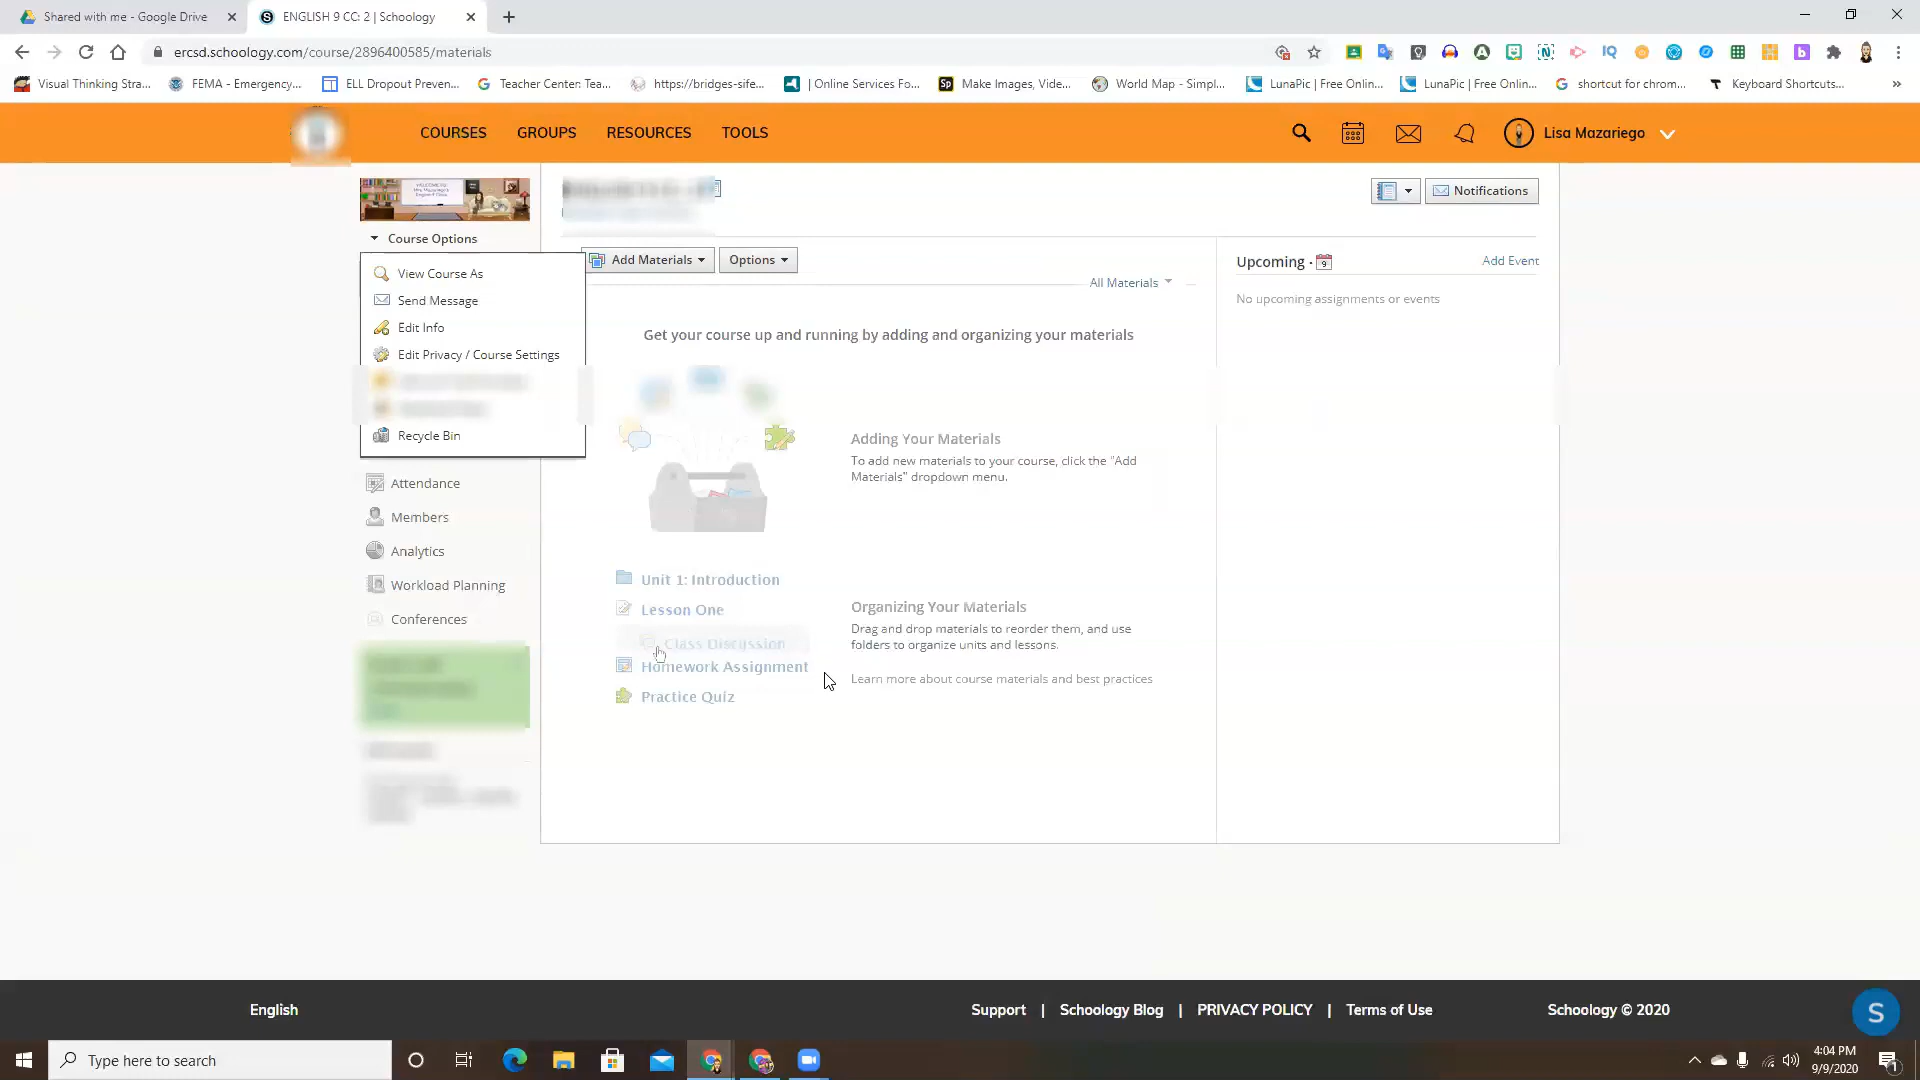 Shared with me - Google Drive
ENGLISH 9 CC: 2 | Schoology
ercsd.schoology.com/course/2896400585/materials
Visual Thinking Stra...
FEMA - Emergency...
ELL Dropout Preven...
Teacher Center: Tea...
https://bridges-sife...
| Online Services Fo...
Sp
Make Images, Vide...
World Map - Simpl...
LunaPic | Free Onlin...
LunaPic | Free Onlin...
shortcut for chrom...
Keyboard Shortcuts...
COURSES
GROUPS
RESOURCES
TOOLS
Lisa Mazariego
Notifications
Course Options
View Course As
Send Message
Edit Info
Edit Privacy / Course Settings
Recycle Bin
Attendance
Members
Analytics
Workload Planning
Conferences
Add Materials
Options
All Materials
Get your course up and running by adding and organizing your materials
Adding Your Materials
To add new materials to your course, click the "Add
Materials" dropdown menu.
Unit 1: Introduction
Lesson One
Class Discussion
Homework Assignment
Practice Quiz
Organizing Your Materials
Drag and drop materials to reorder them, and use
folders to organize units and lessons.
Learn more about course materials and best practices
Upcoming ·
9
Add Event
No upcoming assignments or events
English
Support | Schoology Blog | PRIVACY POLICY | Terms of Use
Schoology © 2020
S
Type here to search
4:04 PM
9/9/2020
1